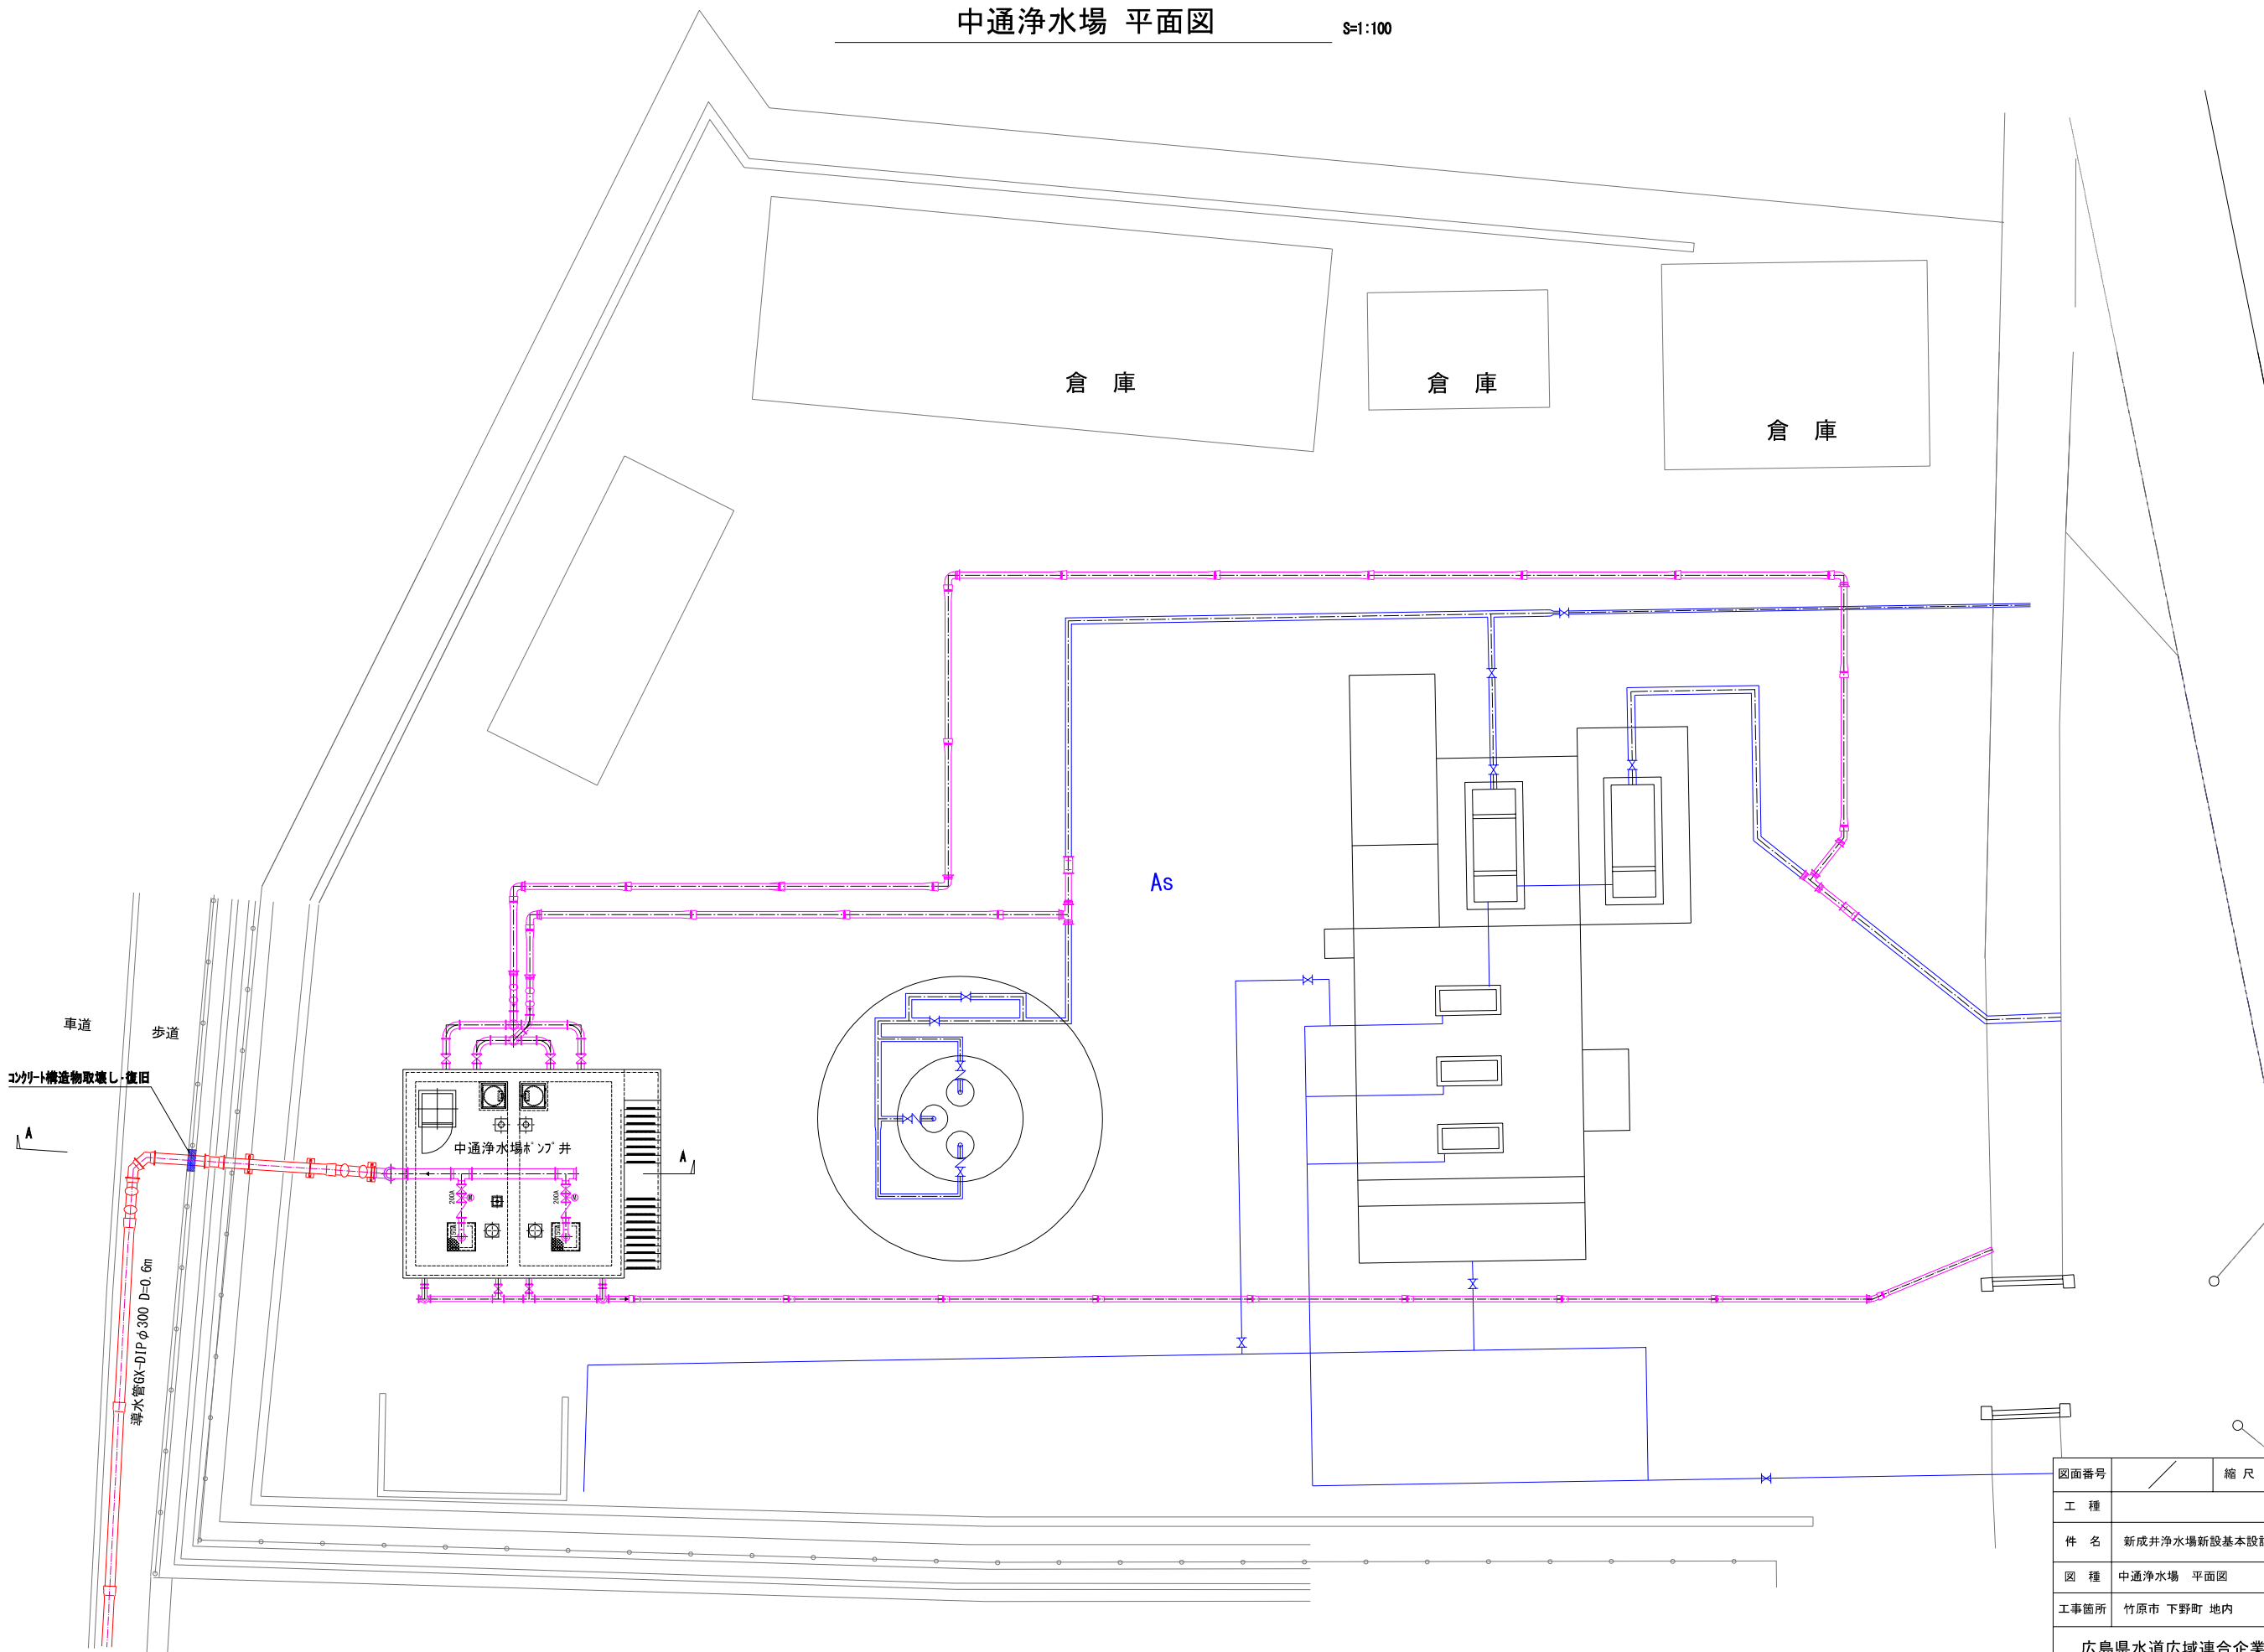 中通浄水場 平面図
S=1:100
倉 庫
倉 庫
倉 庫
As
車道
歩道
ｺﾝｸﾘｰﾄ構造物取壊し・復旧
A
A
中通浄水場ﾎﾟﾝﾌﾟ井
200A
200A
M
M
導水管GX-DIPφ300 D=0.6m
図面番号
縮 尺
工 種
件 名 新成井浄水場新設基本設
図 種 中通浄水場 平面図
工事箇所 竹原市 下野町 地内
広島県水道広域連合企業